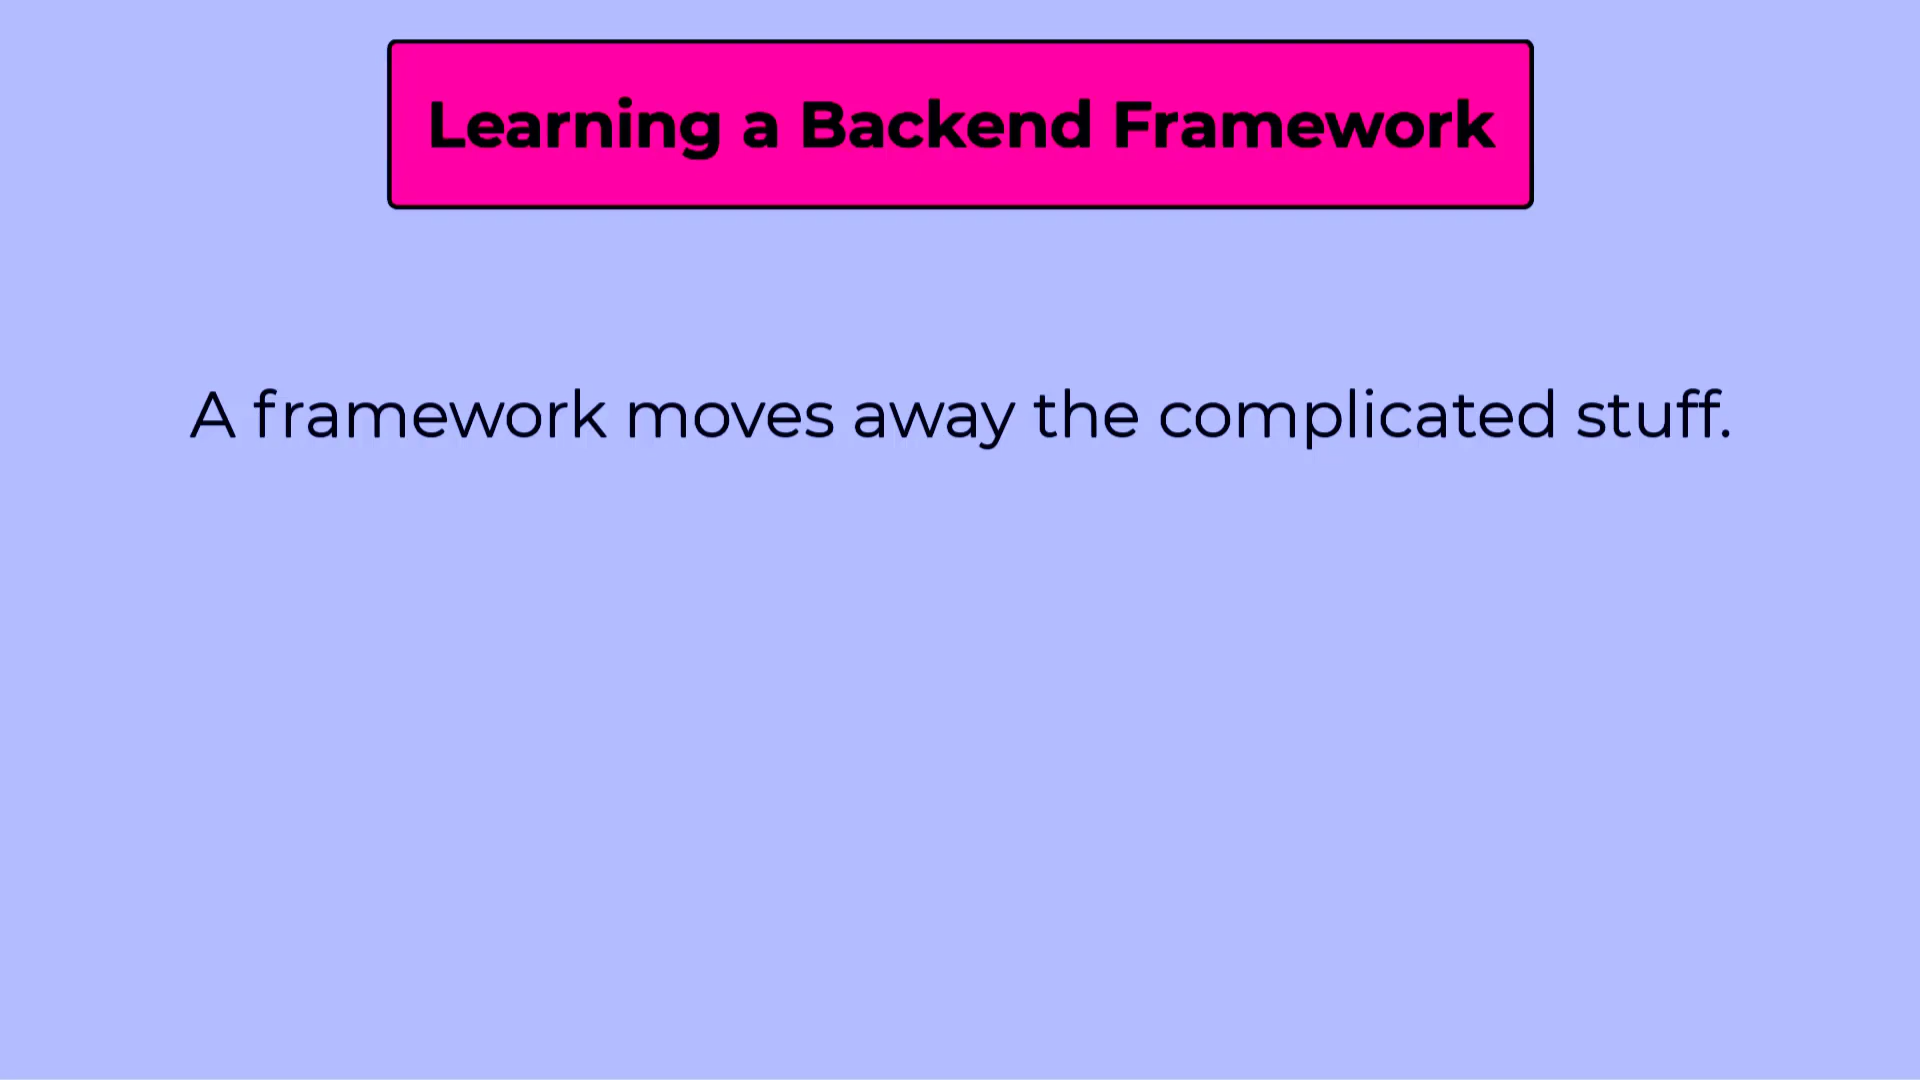 Learning a Backend Framework
A framework moves away the complicated stuff.